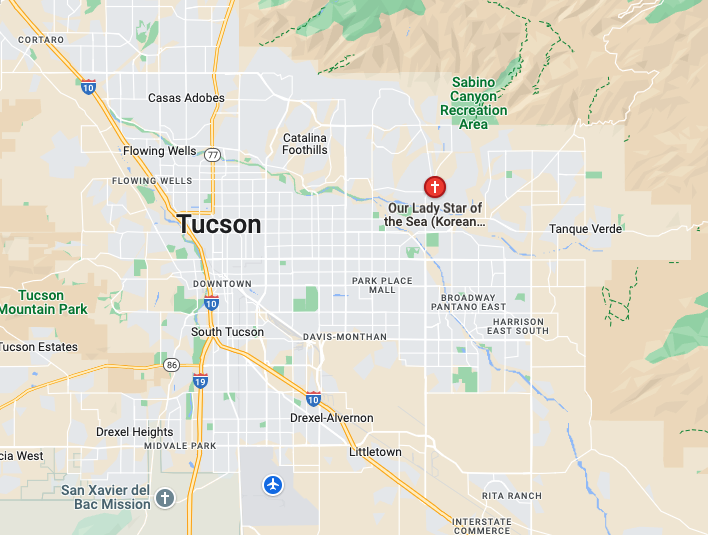 CORTARO
10
Casas Adobes
Sabino
Canyon
Recreation
Area
Catalina
Foothills
Flowing Wells
77
FLOWING WELLS
Our Lady Star of
the Sea (Korean...
Tucson
Tanque Verde
DOWNTOWN
PARK PLACE
MALL
Tucson
Mountain Park
10
BROADWAY
PANTANO EAST
HARRISON
EAST SOUTH
South Tucson
DAVIS-MONTHAN
Tucson Estates
86
19
10
Drexel-Alvernon
Drexel Heights
MIDVALE PARK
Littletown
cia West
San Xavier del
Bac Mission
RITA RANCH
INTERSTATE
COMMERCE